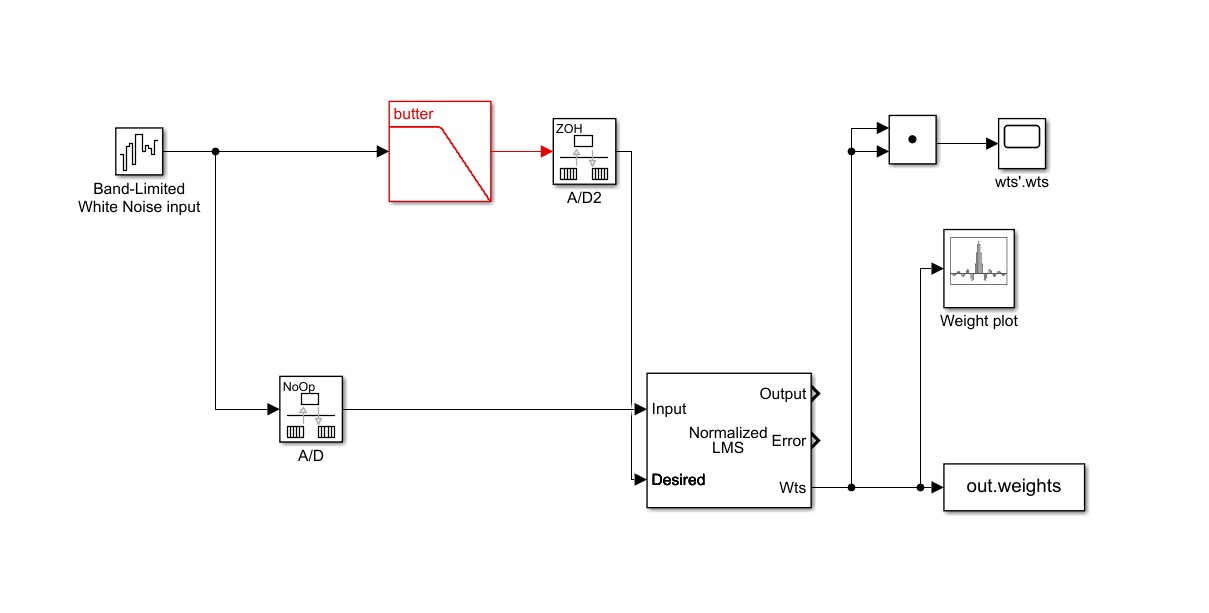 butter
ZOH
A/D2
Band-Limited
White Noise input
wts'.wts
Weight plot
NoOp
A/D
Input
Desired
Normalized
LMS
Output
Error
Wts
out.weights